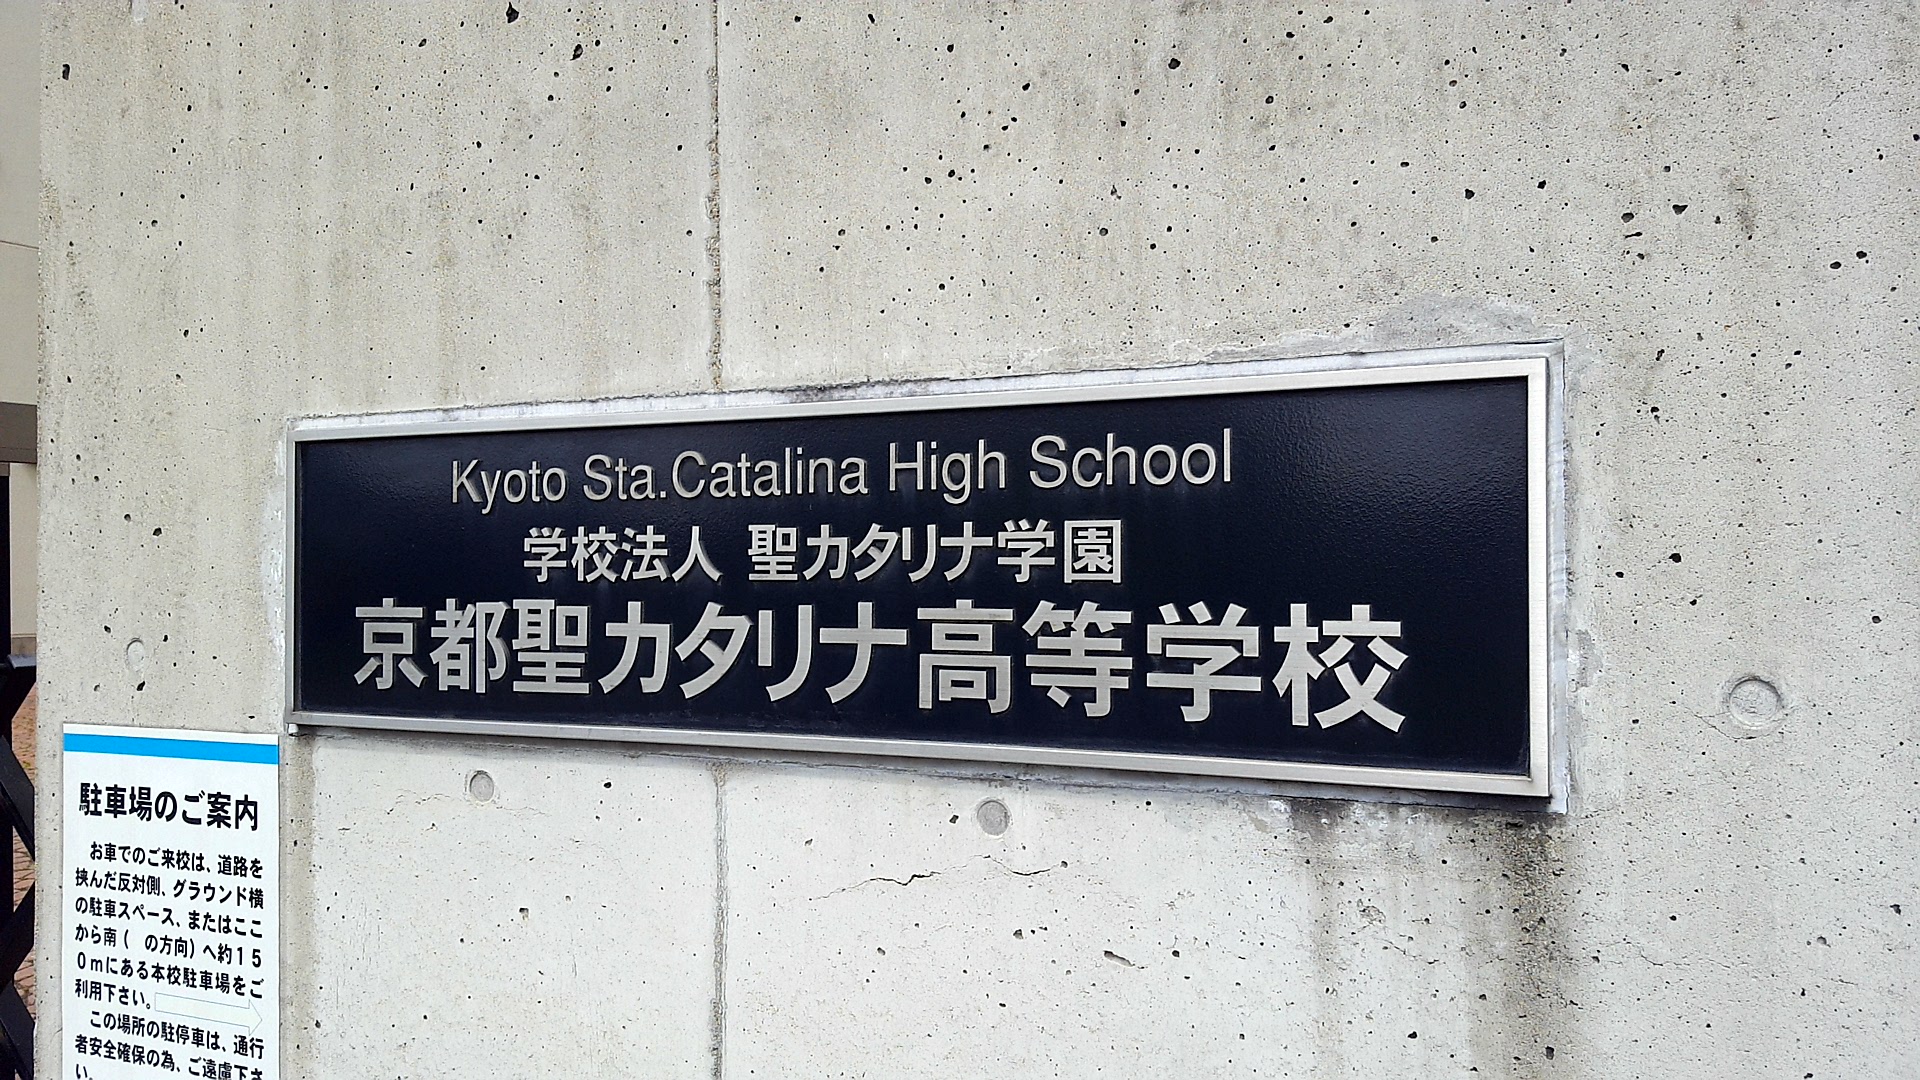 Kyoto Sta.Catalina High School
学校法人 聖カタリナ学園
京都聖カタリナ高等学校
駐車場のご案内
お車でのご来校は、道路を
挟んだ反対側、グラウンド横
の駐車スペース、またはここ
から南（　の方向）へ約１５
０ｍにある本校駐車場をご
利用下さい。
この場所の駐停車は、通行
者安全確保の為、ご遠慮下さ
い。